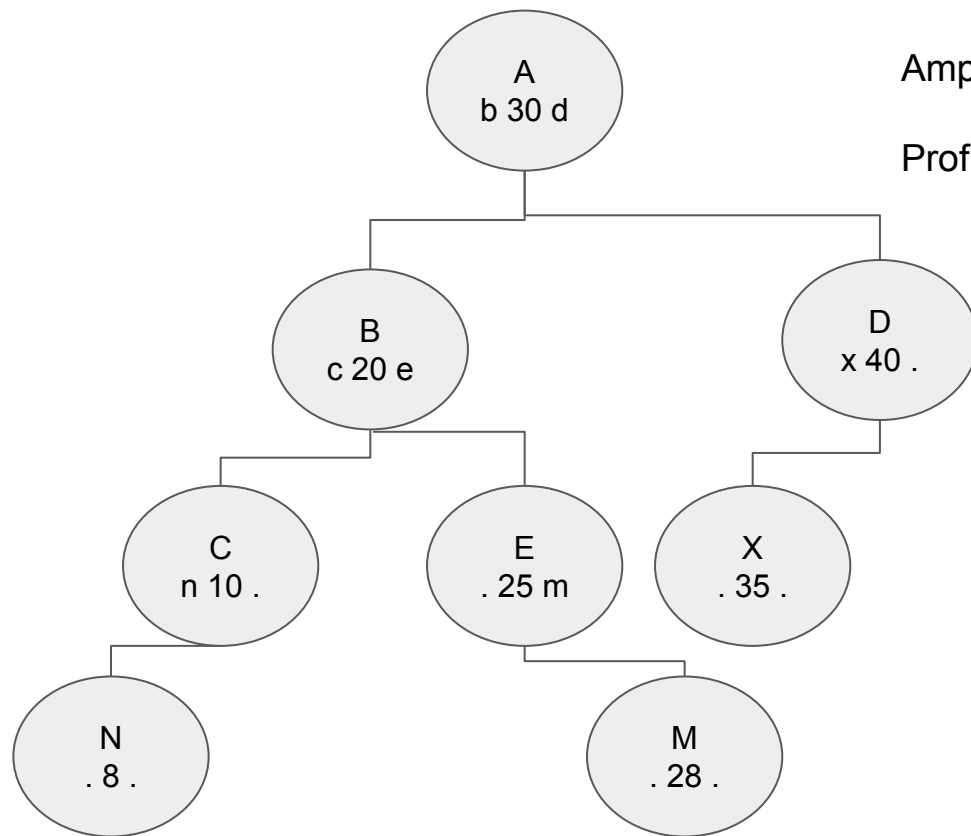 A
b 30 d
Amp
Prof
B
c 20 e
D
x 40 .
C
n 10 .
E
. 25 m
X
. 35 .
N
. 8 .
M
. 28 .